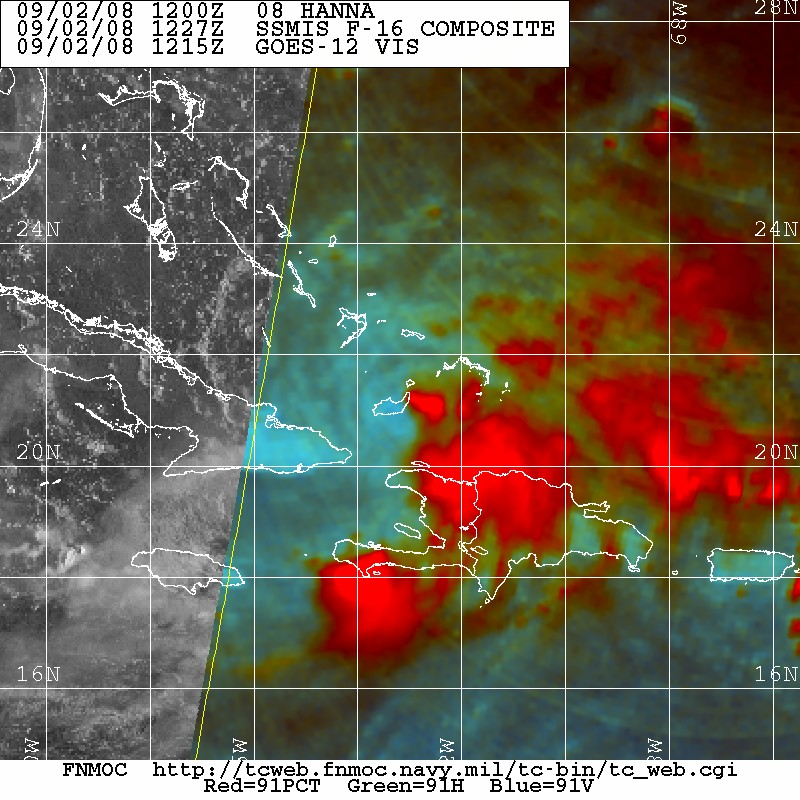 09/02/08 1200Z 08 HANNA
09/02/08 1227Z SSMIS F-16 COMPOSITE
09/02/08 1215Z GOES-12 VIS
28N
24N 24N
20N 20N
16N 16N
FNMOC http://tcweb.fnmoc.navy.mil/tc-bin/tc_web.cgi
Red=91PCT Green=91H Blue=91V